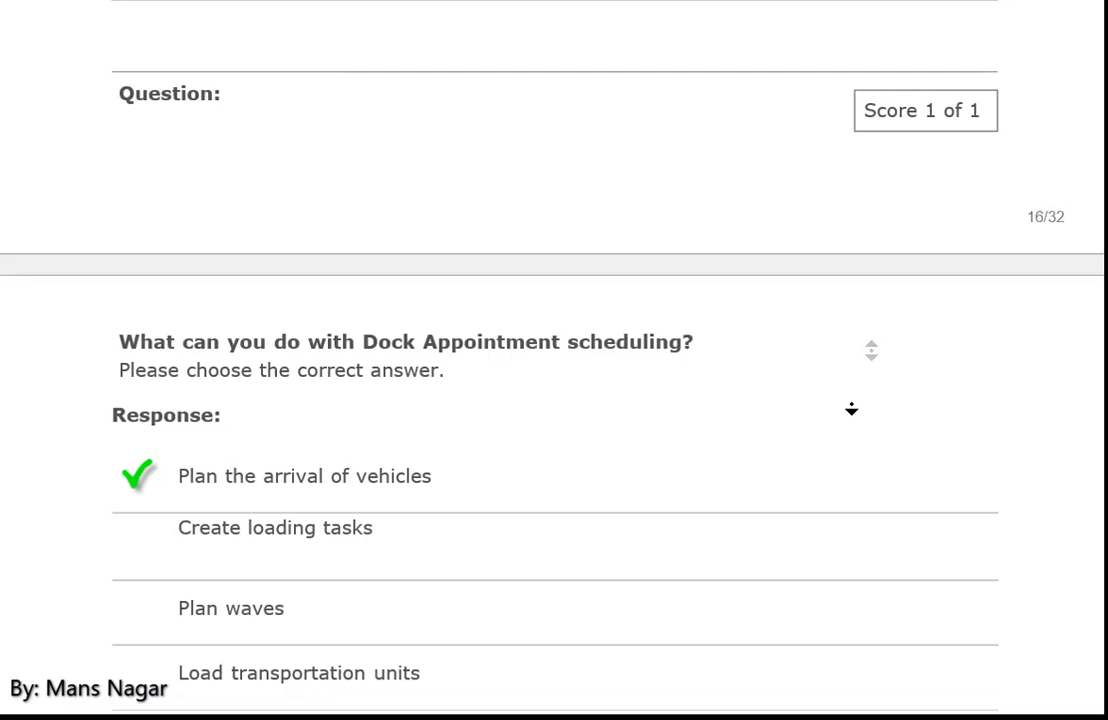 Question:
Score 1 of 1
16/32
What can you do with Dock Appointment scheduling?
Please choose the correct answer.
Response:
Plan the arrival of vehicles
Create loading tasks
Plan waves
Load transportation units
By: Mans Nagar